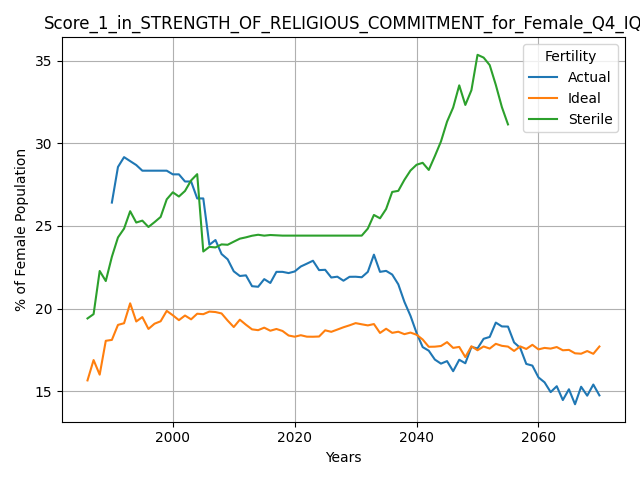 Score_1_in_STRENGTH_OF_RELIGIOUS_COMMITMENT_for_Female_Q4_IQ
% of Female Population
35
30
25
20
15
Fertility
Actual
Ideal
Sterile
2000 2020 2040 2060
Years